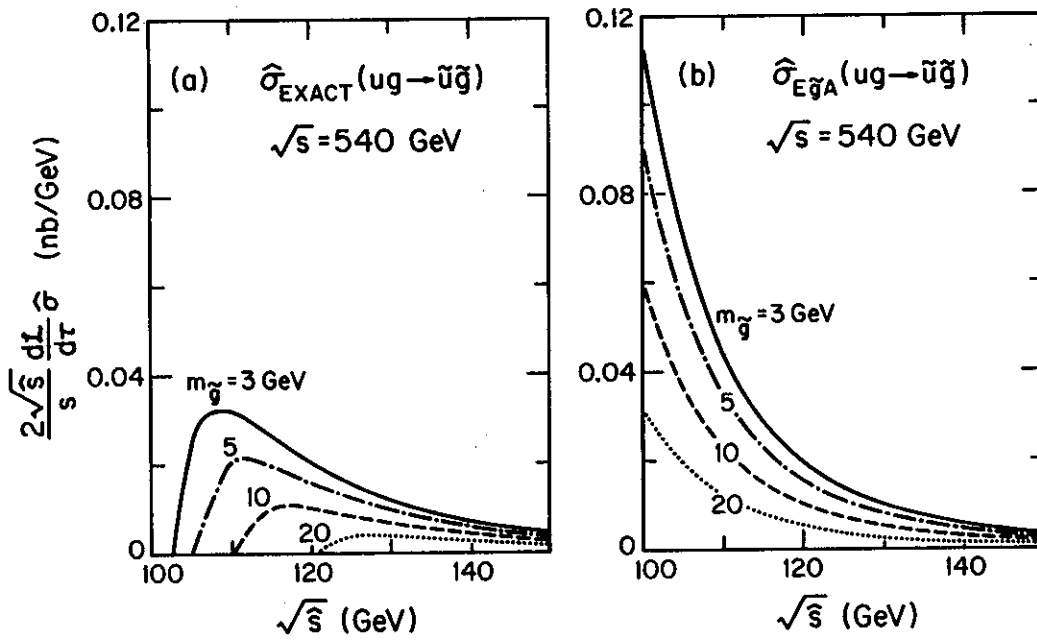 0.12
0.08
0.04
0
2√ŝ/s dℒ/dτ σ̂ (nb/GeV)
(a) σ̂EXACT(ug→ũg̃)
√s = 540 GeV
mg̃ = 3 GeV
5
10
20
100 120 140
√ŝ (GeV)
0.12
0.08
0.04
0
(b) σ̂Eg̃A(ug→ũg̃)
√s = 540 GeV
mg̃ = 3 GeV
5
10
20
100 120 140
√ŝ (GeV)